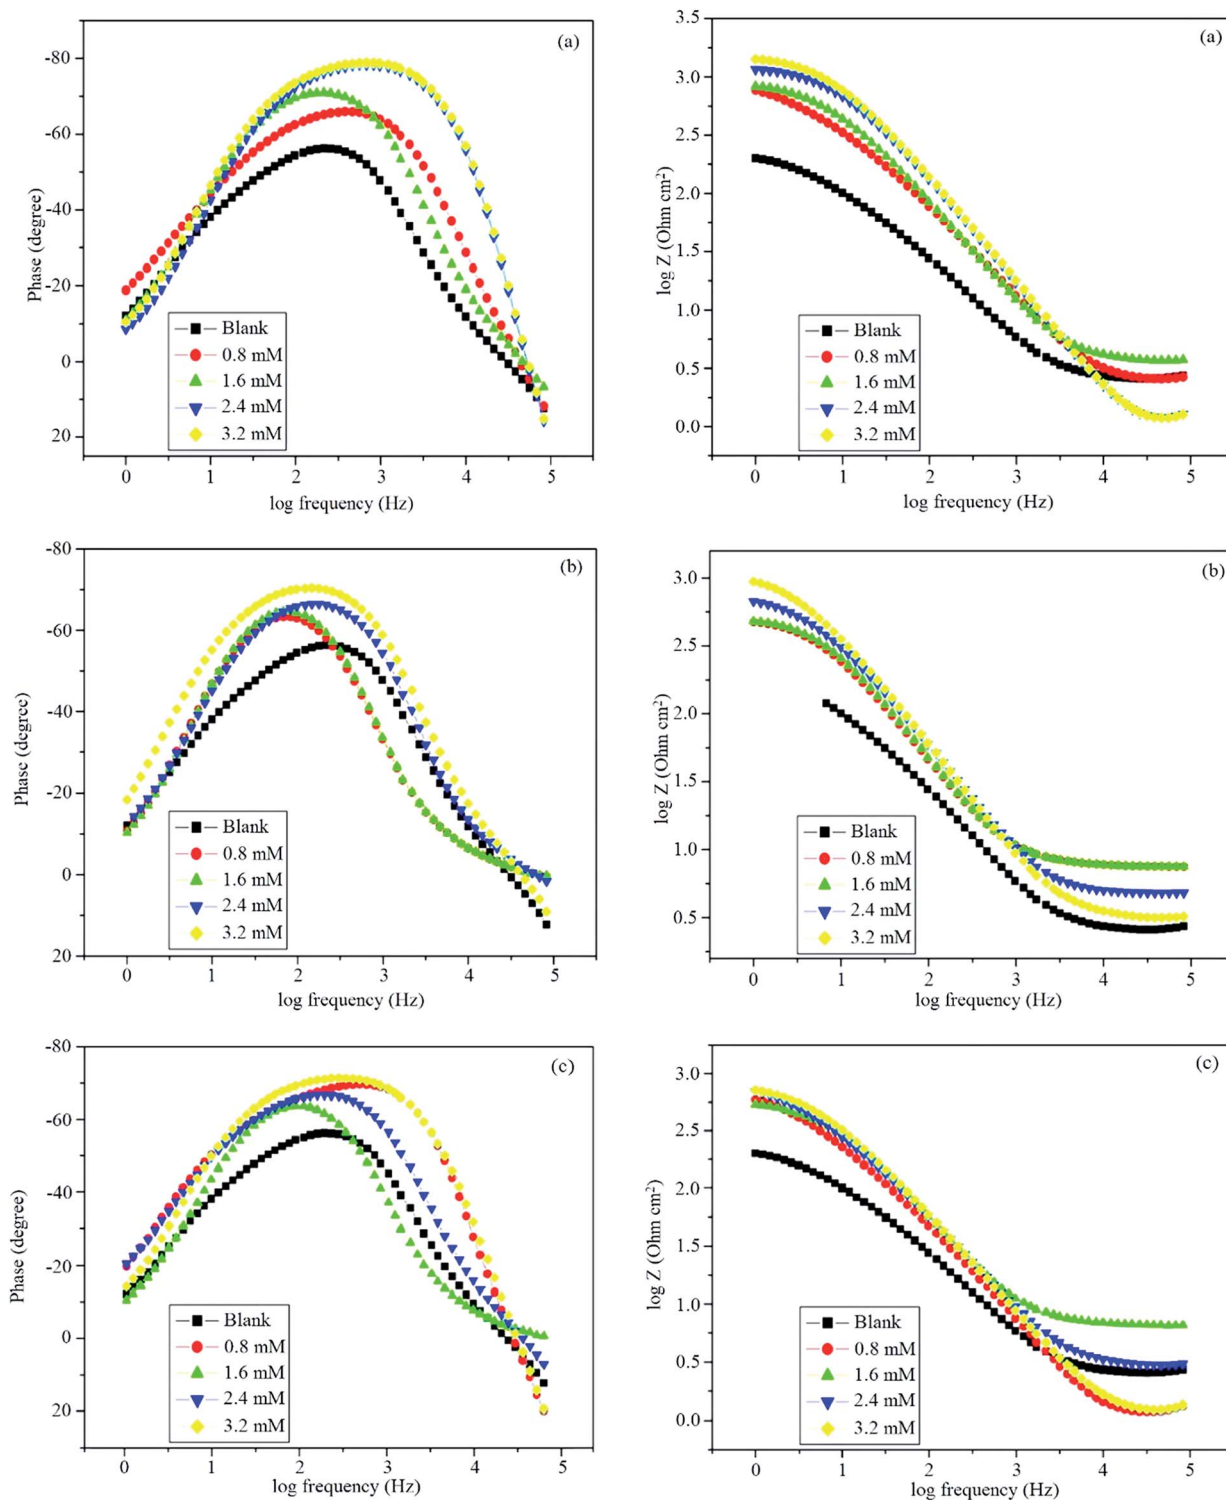 (a)
-80
-60
-40
-20
0
20
Phase (degree)
Blank
0.8 mM
1.6 mM
2.4 mM
3.2 mM
0 1 2 3 4 5
log frequency (Hz)
(a)
3.5
3.0
2.5
2.0
1.5
1.0
0.5
0.0
log Z (Ohm cm²)
Blank
0.8 mM
1.6 mM
2.4 mM
3.2 mM
0 1 2 3 4 5
log frequency (Hz)
(b)
-80
-60
-40
-20
0
20
Phase (degree)
Blank
0.8 mM
1.6 mM
2.4 mM
3.2 mM
0 1 2 3 4 5
log frequency (Hz)
(b)
3.0
2.5
2.0
1.5
1.0
0.5
log Z (Ohm cm²)
Blank
0.8 mM
1.6 mM
2.4 mM
3.2 mM
0 1 2 3 4 5
log frequency (Hz)
(c)
-80
-60
-40
-20
0
20
Phase (degree)
Blank
0.8 mM
1.6 mM
2.4 mM
3.2 mM
0 1 2 3 4 5
log frequency (Hz)
(c)
3.0
2.5
2.0
1.5
1.0
0.5
0.0
log Z (Ohm cm²)
Blank
0.8 mM
1.6 mM
2.4 mM
3.2 mM
0 1 2 3 4 5
log frequency (Hz)